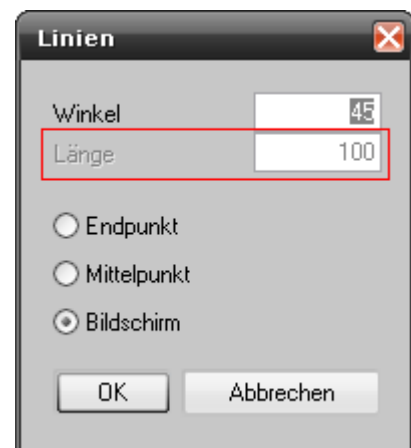 Linien
Winkel 45
Länge 100
Endpunkt
Mittelpunkt
Bildschirm
OK Abbrechen